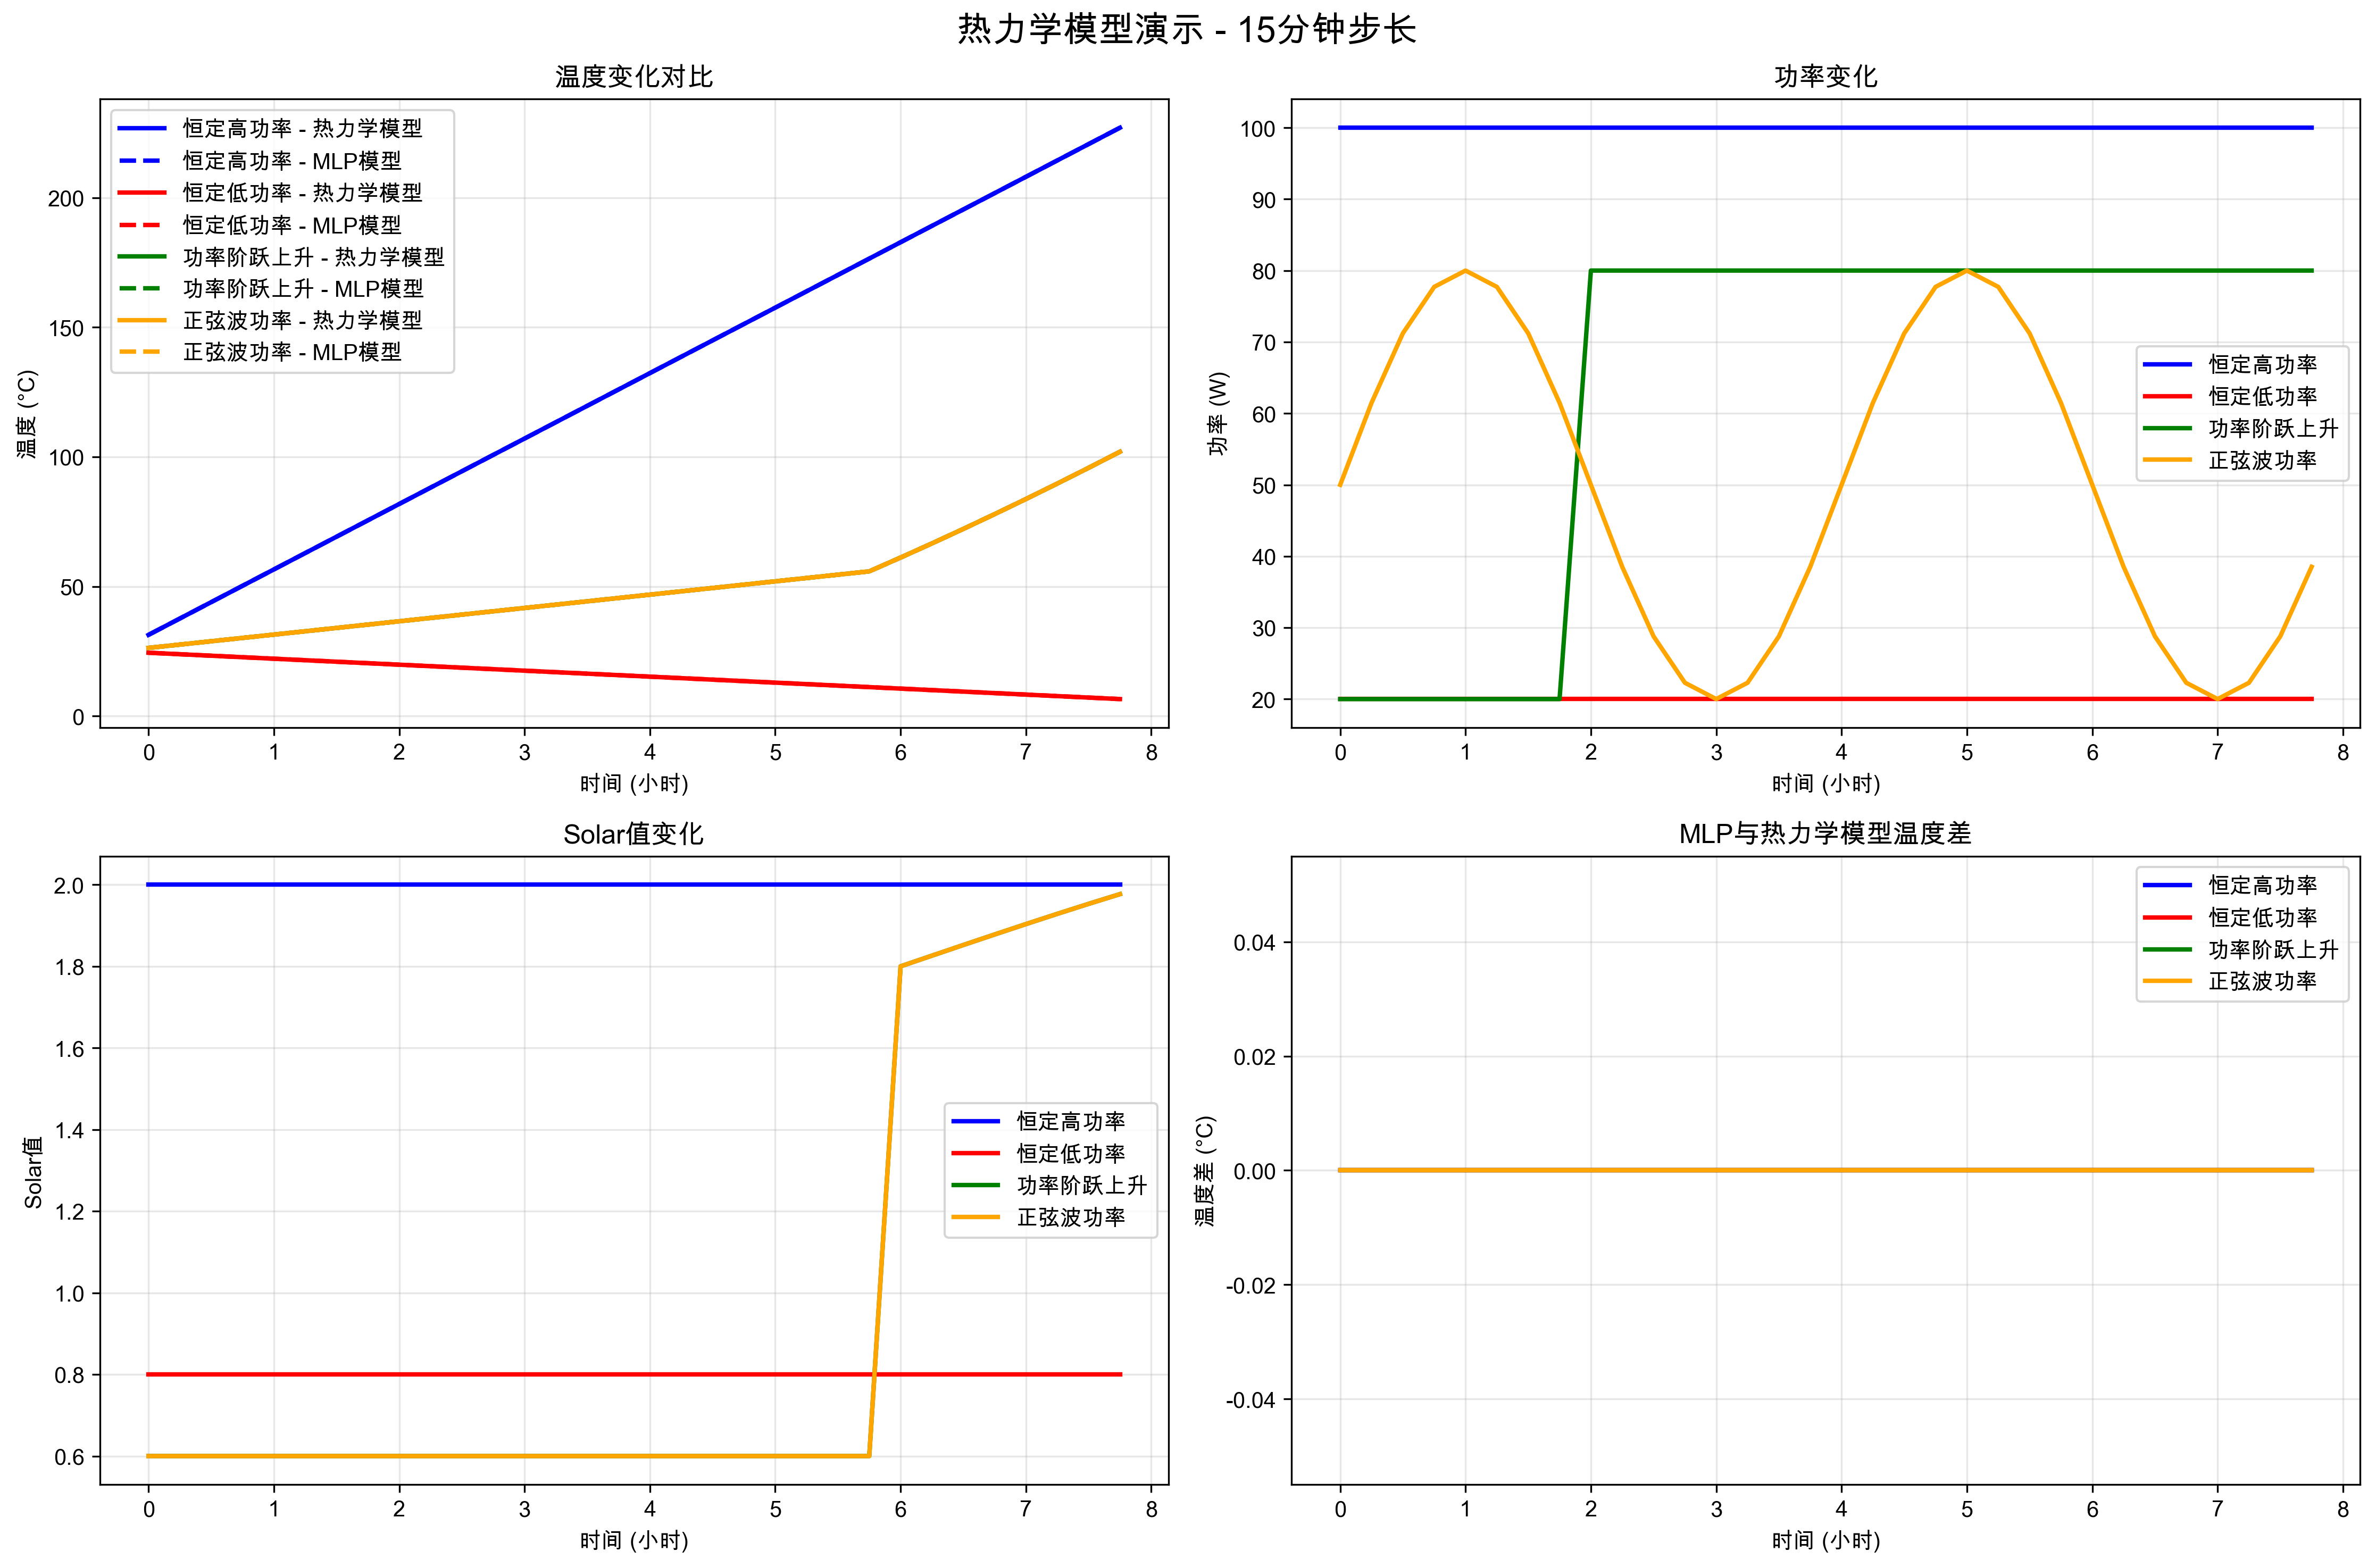 热力学模型演示 - 15分钟步长
温度变化对比
温度 (°C)
200
150
100
50
0
恒定高功率 - 热力学模型
恒定高功率 - MLP模型
恒定低功率 - 热力学模型
恒定低功率 - MLP模型
功率阶跃上升 - 热力学模型
功率阶跃上升 - MLP模型
正弦波功率 - 热力学模型
正弦波功率 - MLP模型
0 1 2 3 4 5 6 7 8
时间 (小时)
功率变化
功率 (W)
100
90
80
70
60
50
40
30
20
恒定高功率
恒定低功率
功率阶跃上升
正弦波功率
0 1 2 3 4 5 6 7 8
时间 (小时)
Solar值变化
Solar值
2.0
1.8
1.6
1.4
1.2
1.0
0.8
0.6
恒定高功率
恒定低功率
功率阶跃上升
正弦波功率
0 1 2 3 4 5 6 7 8
时间 (小时)
MLP与热力学模型温度差
温度差 (°C)
0.04
0.02
0.00
-0.02
-0.04
恒定高功率
恒定低功率
功率阶跃上升
正弦波功率
0 1 2 3 4 5 6 7 8
时间 (小时)